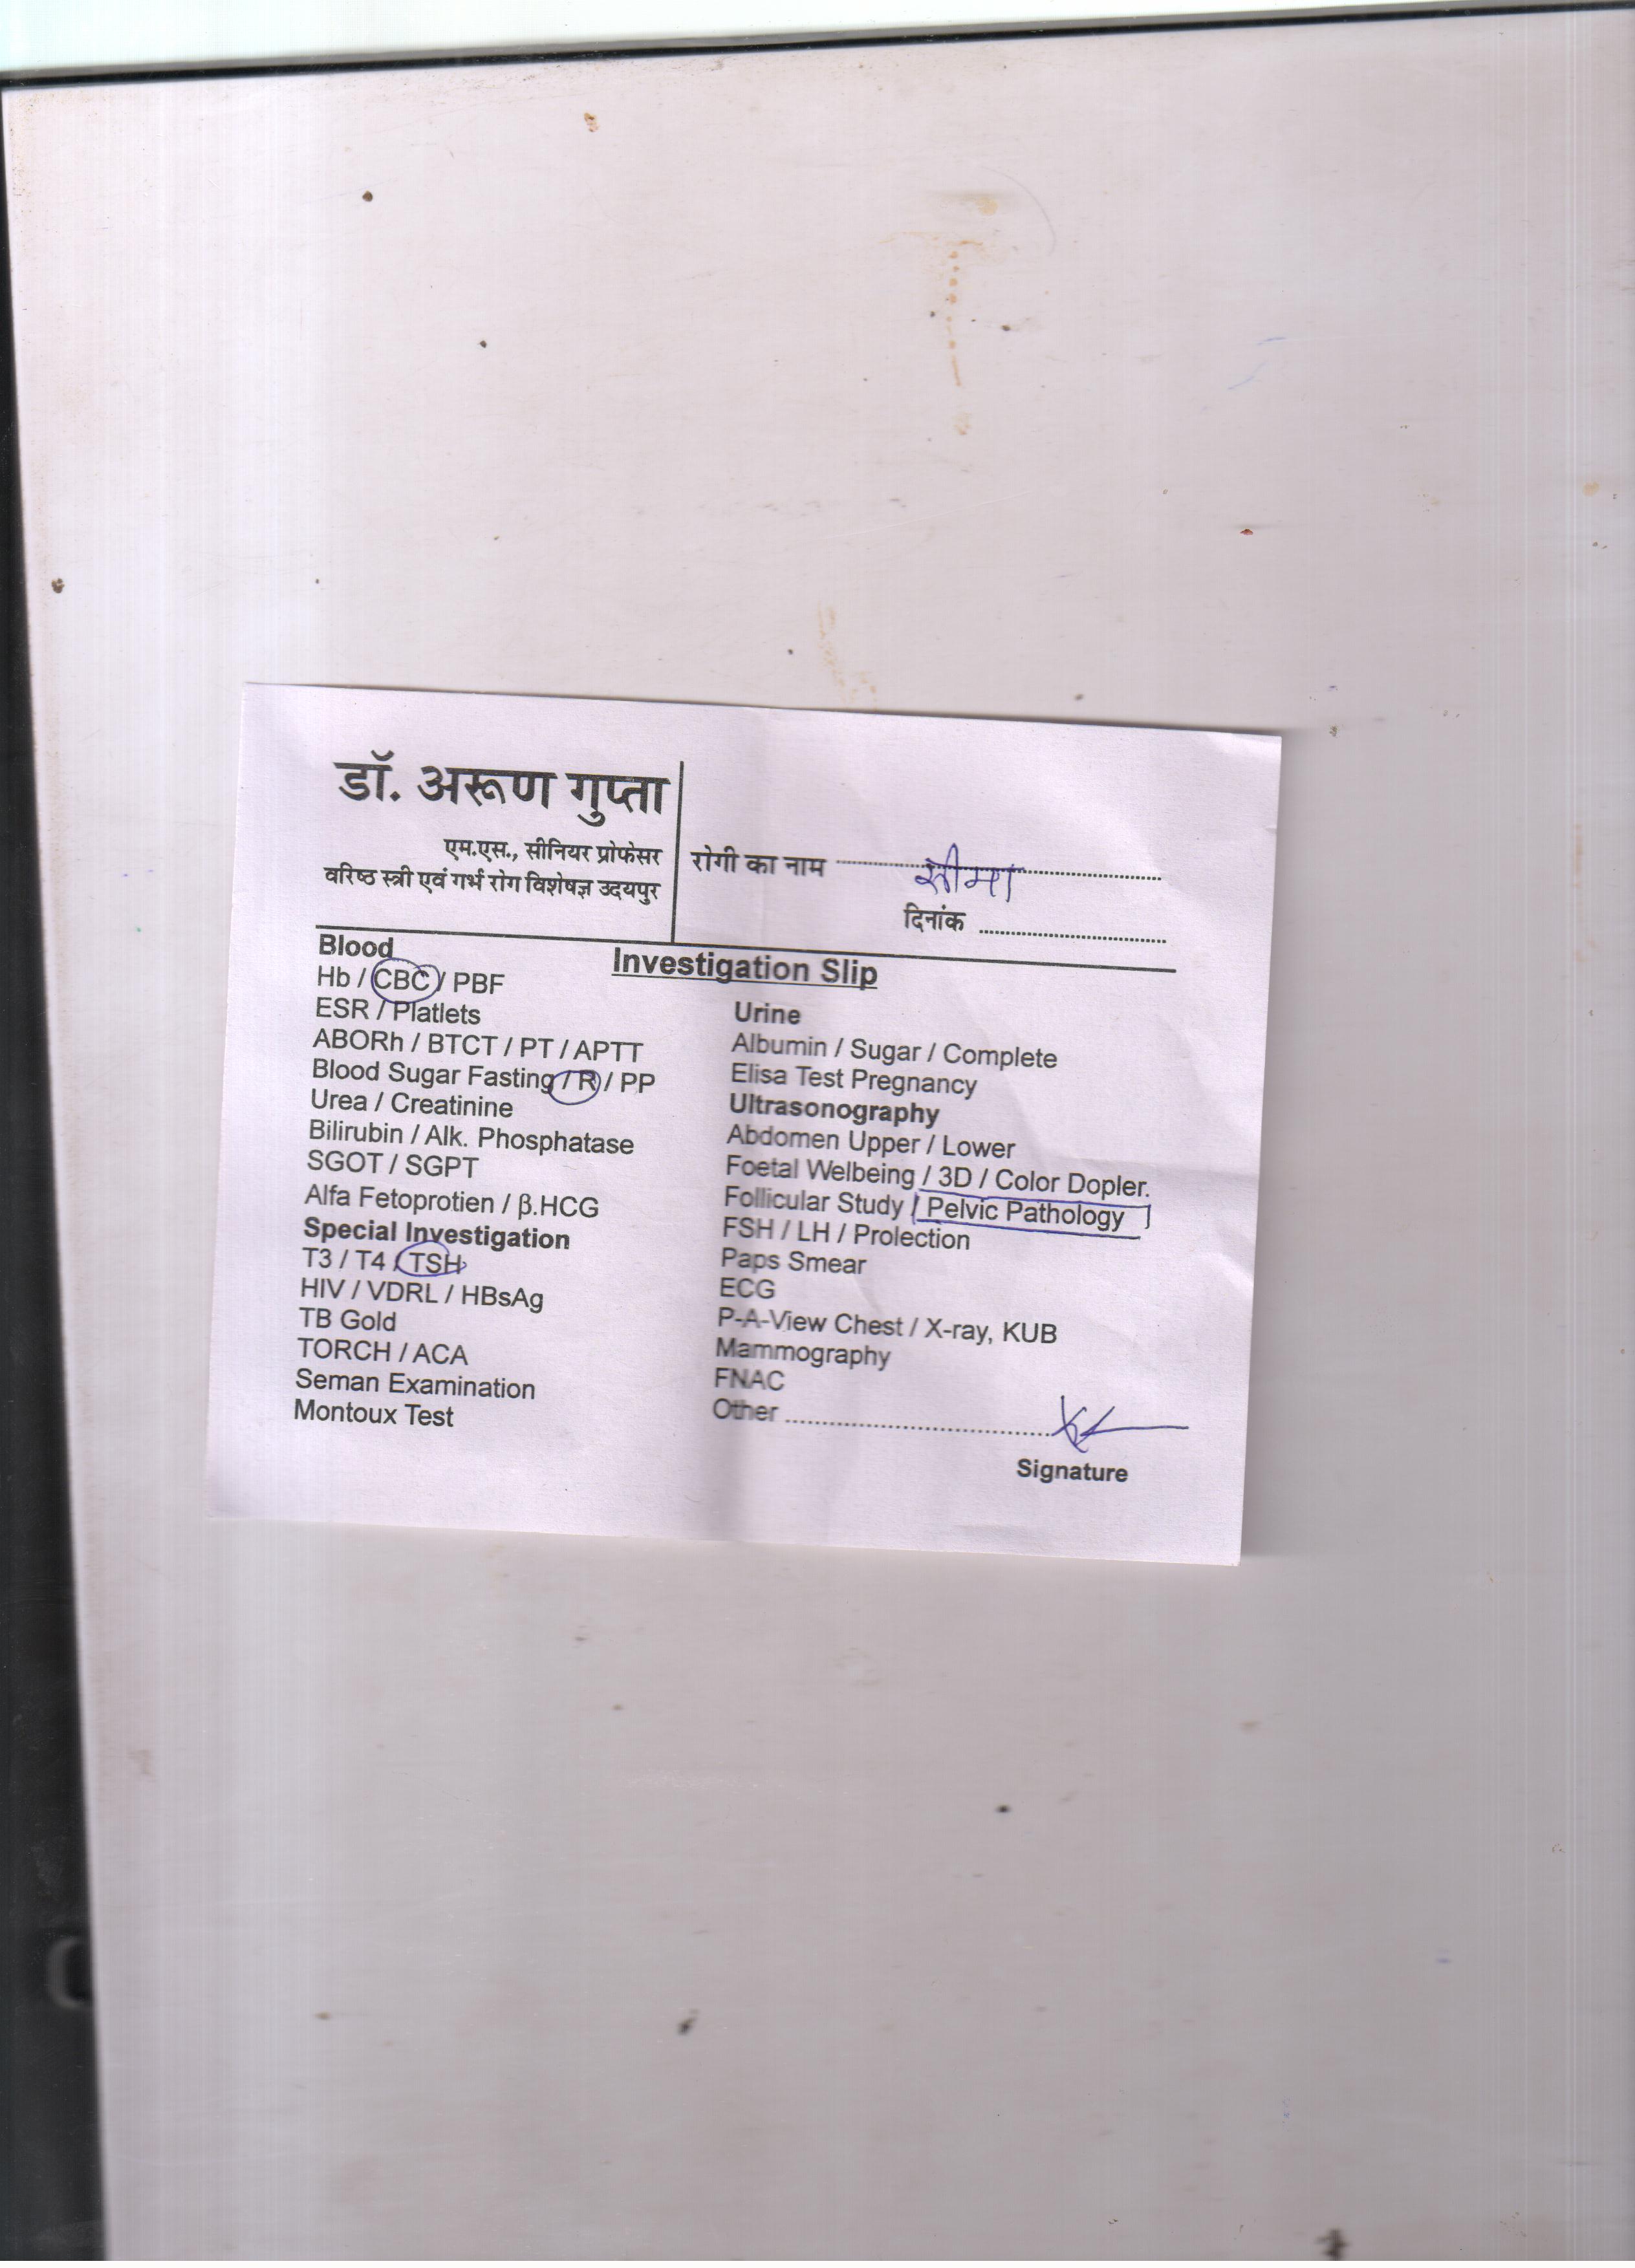 डॉ. अरूण गुप्ता
एम.एस., सीनियर प्रोफेसर
वरिष्ठ स्त्री एवं गर्भ रोग विशेषज्ञ उदयपुर
रोगी का नाम सीमा
दिनांक
Investigation Slip
Blood
Hb / CBC / PBF
ESR / Platlets
ABORh / BTCT / PT / APTT
Blood Sugar Fasting / R / PP
Urea / Creatinine
Bilirubin / Alk. Phosphatase
SGOT / SGPT
Alfa Fetoprotien / β.HCG
Special Investigation
T3 / T4 / TSH
HIV / VDRL / HBsAg
TB Gold
TORCH / ACA
Seman Examination
Montoux Test
Urine
Albumin / Sugar / Complete
Elisa Test Pregnancy
Ultrasonography
Abdomen Upper / Lower
Foetal Welbeing / 3D / Color Dopler.
Follicular Study / Pelvic Pathology
FSH / LH / Prolection
Paps Smear
ECG
P-A-View Chest / X-ray, KUB
Mammography
FNAC
Other
Signature